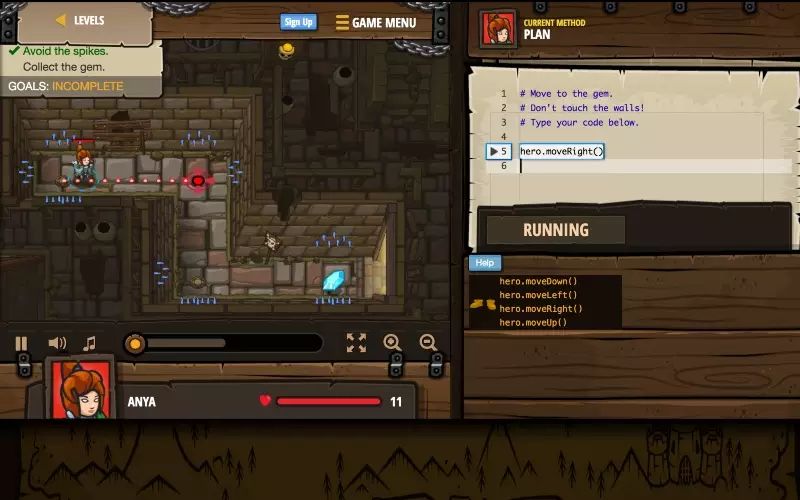 LEVELS
Sign Up
GAME MENU
Avoid the spikes.
Collect the gem.
GOALS: INCOMPLETE
ANYA
11
CURRENT METHOD
PLAN
1 # Move to the gem.
2 # Don't touch the walls!
3 # Type your code below.
4
5 hero.moveRight()
6
RUNNING
Help
hero.moveDown()
hero.moveLeft()
hero.moveRight()
hero.moveUp()